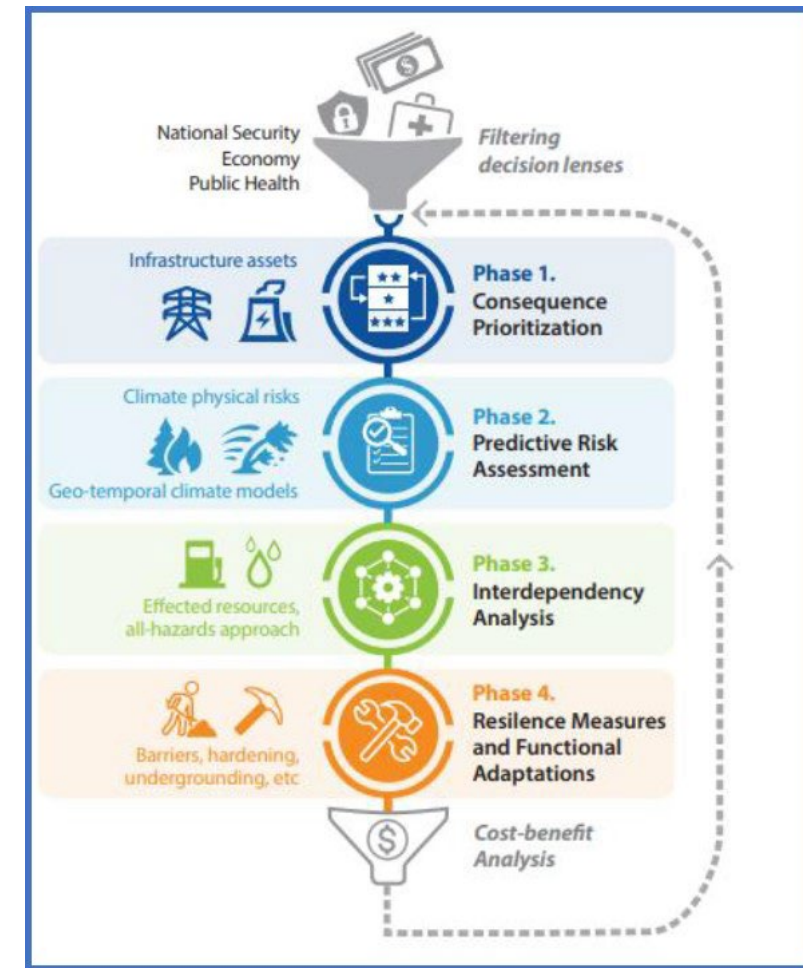 National Security
Economy
Public Health
Filtering
decision lenses
Infrastructure assets
Phase 1.
Consequence
Prioritization
Climate physical risks
Geo-temporal climate models
Phase 2.
Predictive Risk
Assessment
Effected resources,
all-hazards approach
Phase 3.
Interdependency
Analysis
Barriers, hardening,
undergrounding, etc
Phase 4.
Resilence Measures
and Functional
Adaptations
Cost-benefit
Analysis